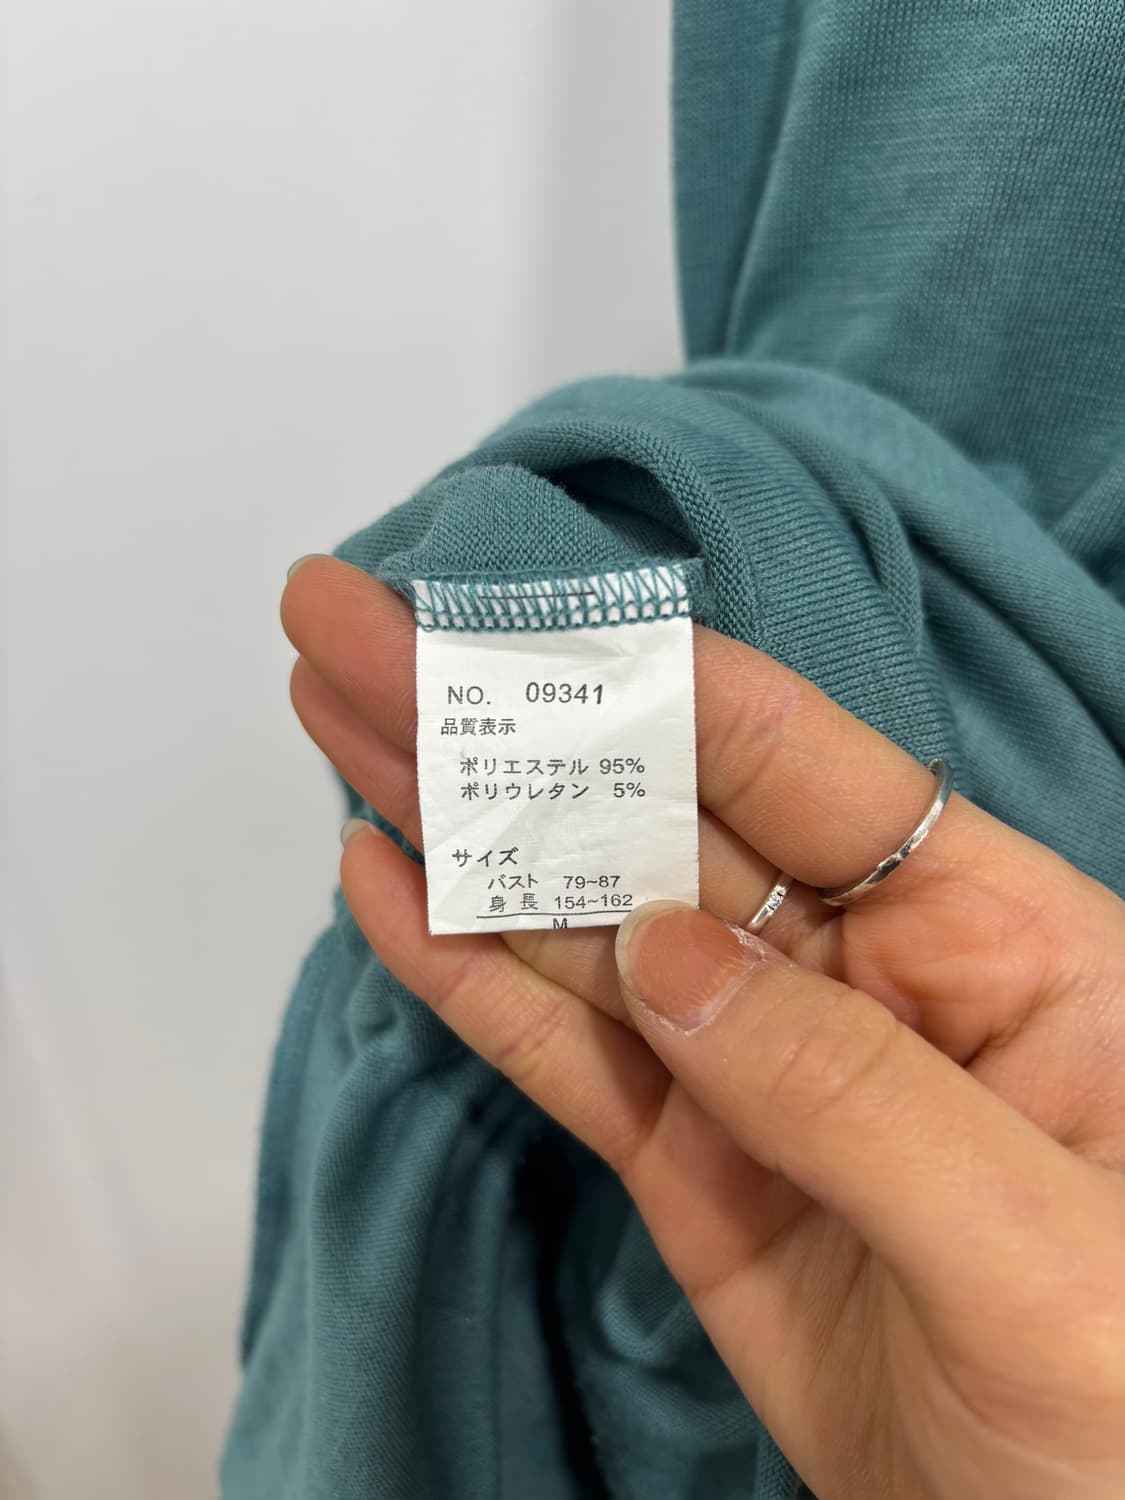 NO. 09341
品質表示
ポリエステル 95%
ポリウレタン 5%
サイズ
バスト 79~87
身 長 154~162
M